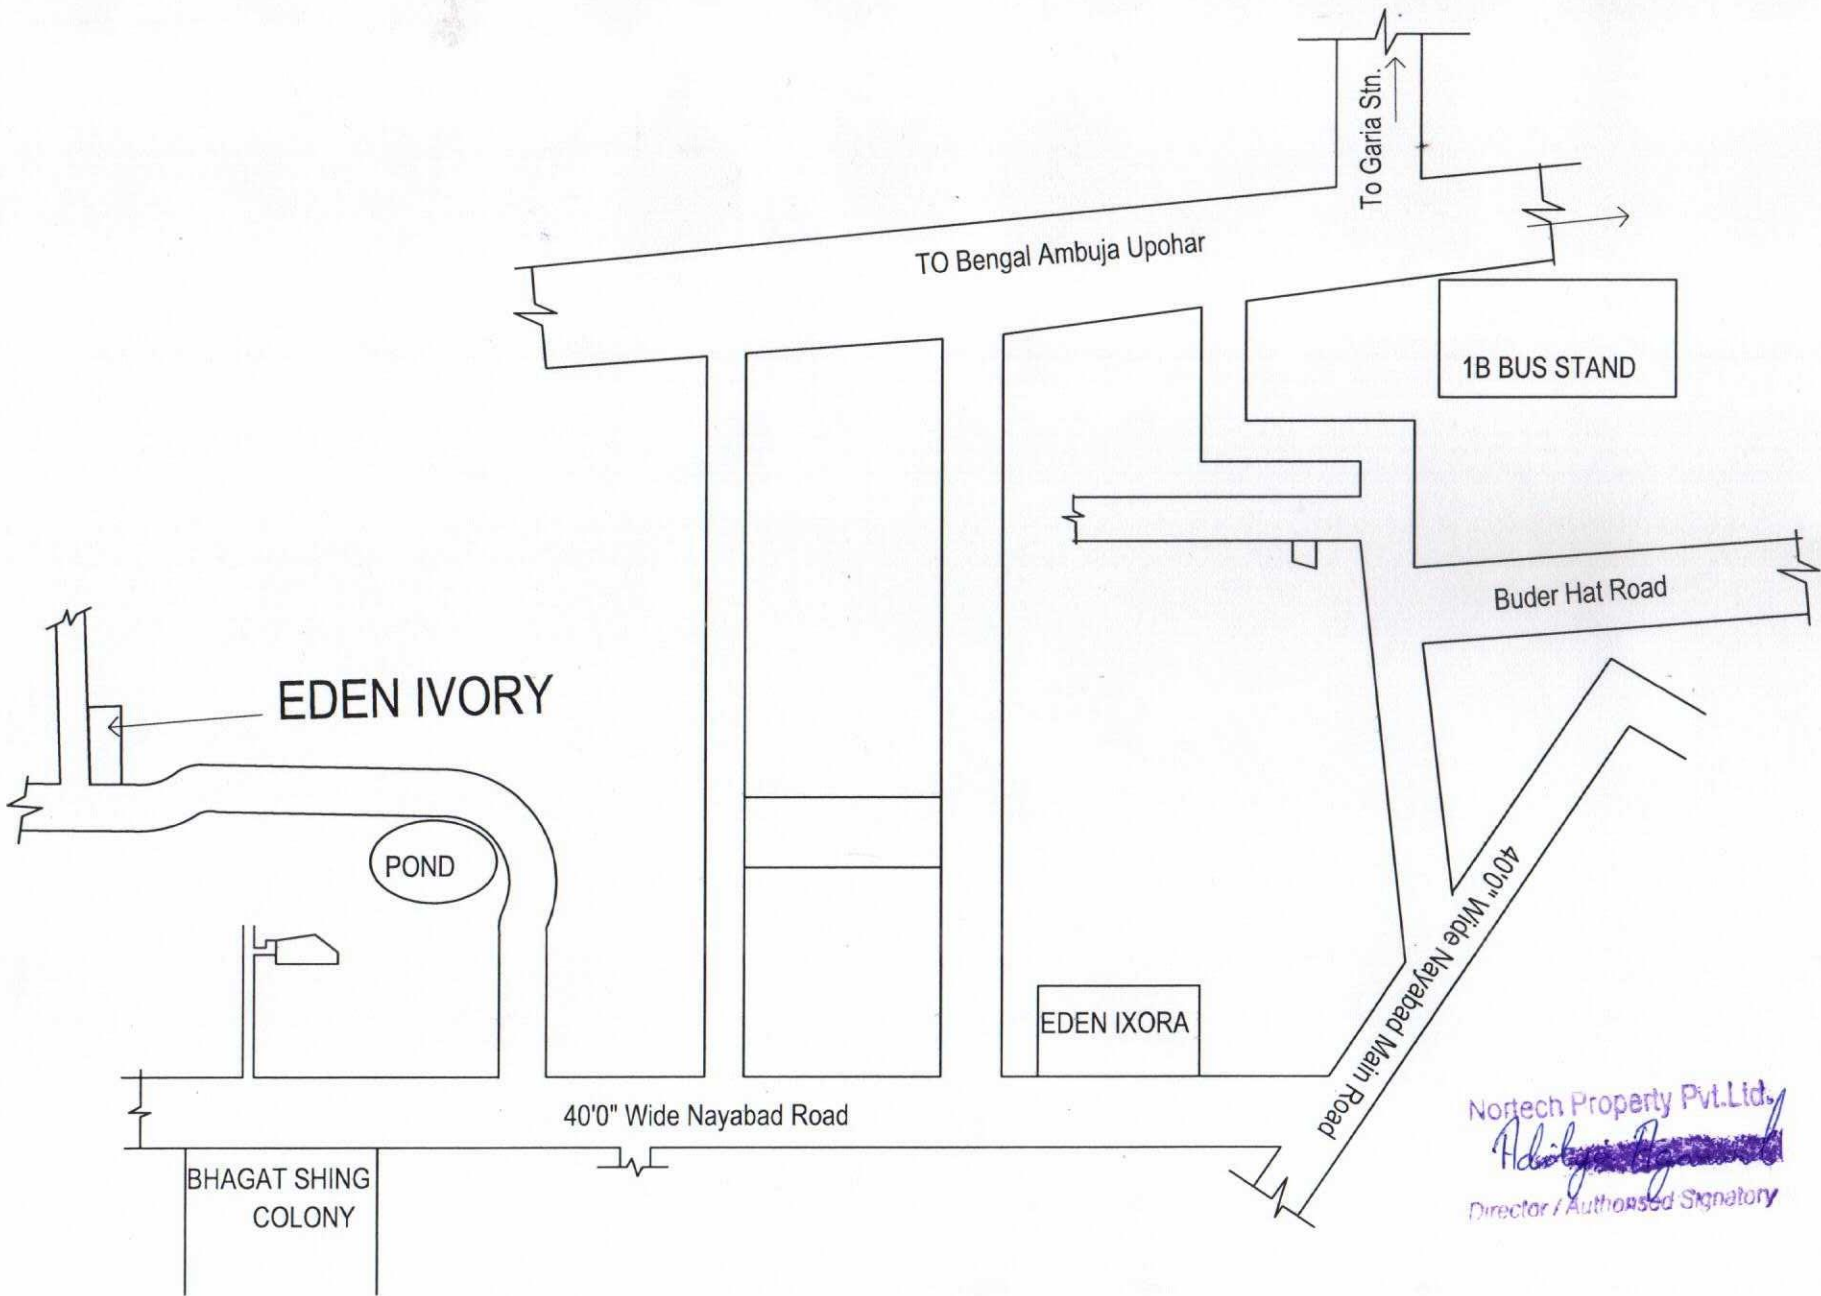 To Garia Stn.
TO Bengal Ambuja Upohar
1B BUS STAND
Buder Hat Road
EDEN IVORY
POND
40'0" Wide Nayabad Main Road
EDEN IXORA
40'0" Wide Nayabad Road
BHAGAT SHING
COLONY
Nortech Property Pvt.Ltd.
Director / Authorised Signatory